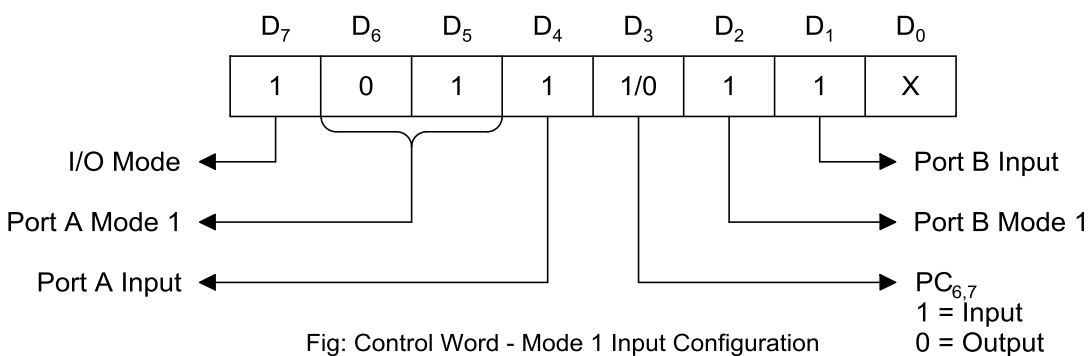 D7 D6 D5 D4 D3 D2 D1 D0
1 0 1 1 1/0 1 1 X
I/O Mode
Port B Input
Port A Mode 1
Port B Mode 1
Port A Input
PC6,7
1 = Input
0 = Output
Fig: Control Word - Mode 1 Input Configuration